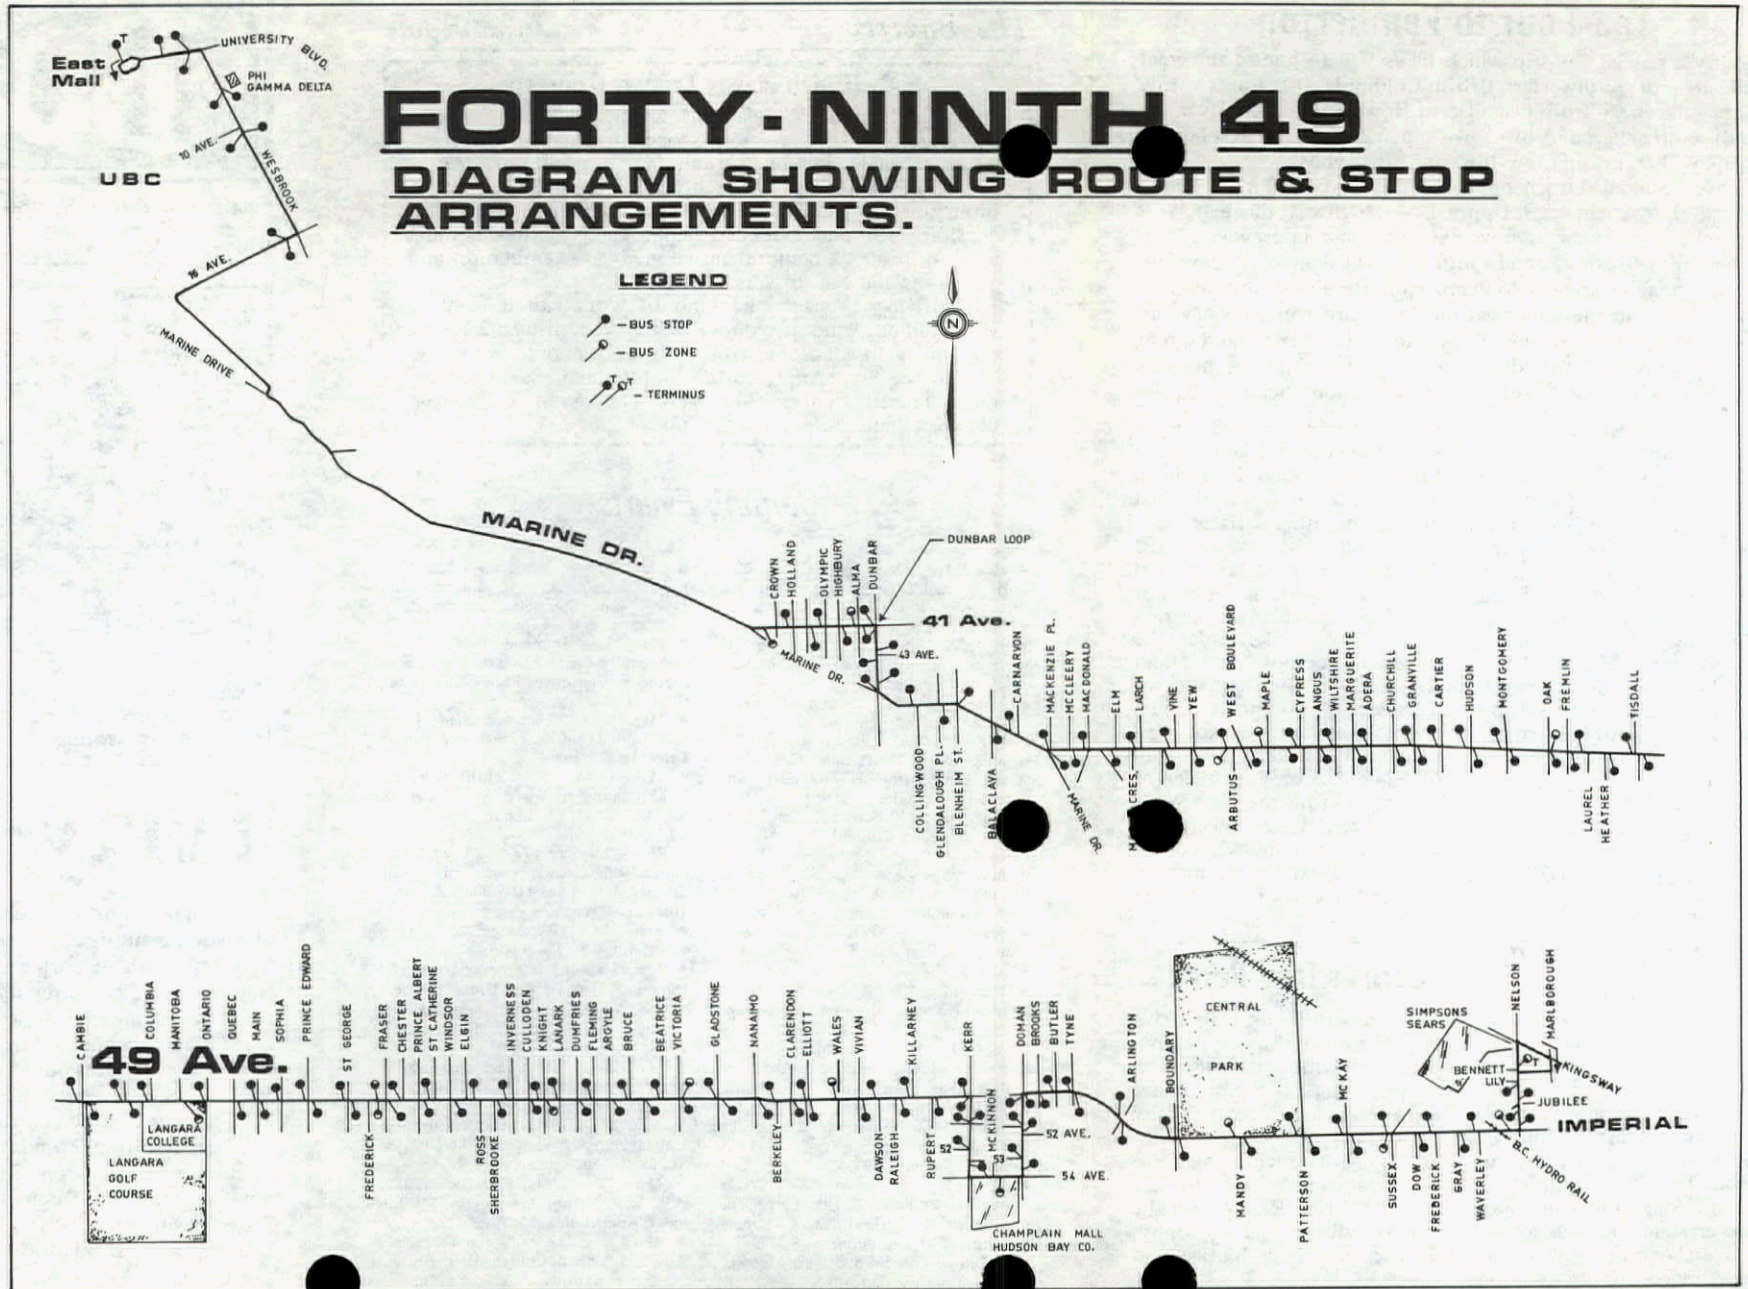 FORTY-NINTH 49
DIAGRAM SHOWING ROUTE & STOP
ARRANGEMENTS.
East
Mall
T
UNIVERSITY BLVD.
PHI
GAMMA DELTA
10 AVE.
WESBROOK
UBC
16 AVE.
MARINE DRIVE
LEGEND
—BUS STOP
—BUS ZONE
T T
— TERMINUS
N
MARINE DR.
CROWN
HOLLAND
OLYMPIC
HIGHBURY
ALMA
DUNBAR
DUNBAR LOOP
41 Ave.
43 AVE.
MARINE DR.
COLLINGWOOD
GLENDALOUGH PL.
BLENHEIM ST.
BALACLAVA
CARNARVON
MACKENZIE PL.
MCCLEERY
MACDONALD
MARINE DR.
ELM
LARCH
CRES.
VINE
YEW
WEST BOULEVARD
ARBUTUS
MAPLE
CYPRESS
ANGUS
WILTSHIRE
MARGUERITE
ADERA
CHURCHILL
GRANVILLE
CARTIER
HUDSON
MONTGOMERY
OAK
FREMLIN
LAUREL
HEATHER
TISDALL
CAMBIE
49 Ave.
COLUMBIA
MANITOBA
ONTARIO
QUEBEC
MAIN
SOPHIA
PRINCE EDWARD
ST GEORGE
FREDERICK
FRASER
CHESTER
PRINCE ALBERT
ST CATHERINE
WINDSOR
ELGIN
ROSS
SHERBROOKE
INVERNESS
CULLODEN
KNIGHT
LANARK
DUMFRIES
FLEMING
ARGYLE
BRUCE
BEATRICE
VICTORIA
GLADSTONE
NANAIMO
BERKELEY
CLARENDON
ELLIOTT
WALES
VIVIAN
DAWSON
RALEIGH
KILLARNEY
RUPERT
KERR
52
MCKINNON
53
DOMAN
BROOKS
BUTLER
TYNE
52 AVE.
54 AVE.
CHAMPLAIN MALL
HUDSON BAY CO.
LANGARA
COLLEGE
LANGARA
GOLF
COURSE
ARLINGTON
BOUNDARY
CENTRAL
PARK
MANDY
PATTERSON
MCKAY
SUSSEX
DOW
FREDERICK
GRAY
WAVERLEY
SIMPSONS
SEARS
NELSON
MARLBOROUGH
T
KINGSWAY
BENNETT
LILY
JUBILEE
IMPERIAL
B.C. HYDRO RAIL